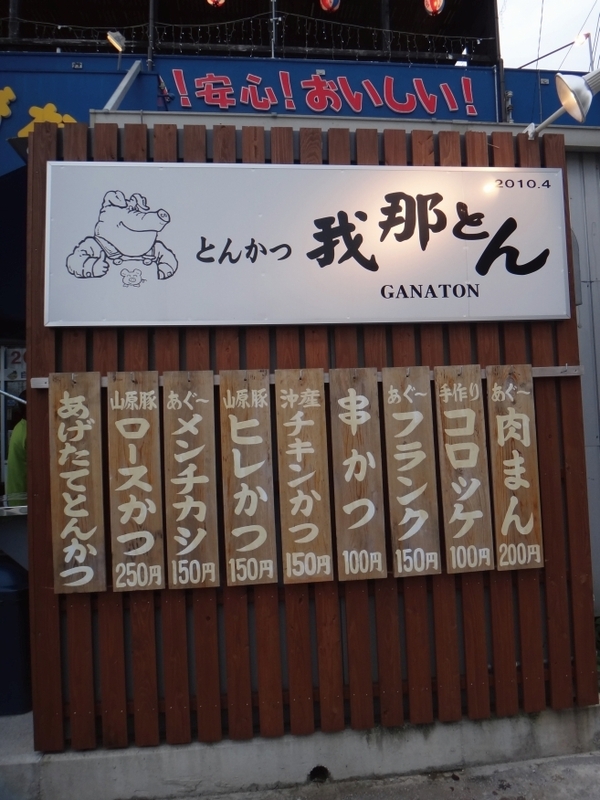 !安心!おいしい!
2010.4
とんかつ 我那とん
GANATON
あぐ〜
肉まん
200円
手作り
コロッケ
100円
あぐ〜
フランク
150円
串かつ
100円
沖産
チキンかつ
150円
山原豚
ヒレかつ
150円
あぐ〜
メンチカツ
150円
山原豚
ロースかつ
250円
あげたてとんかつ